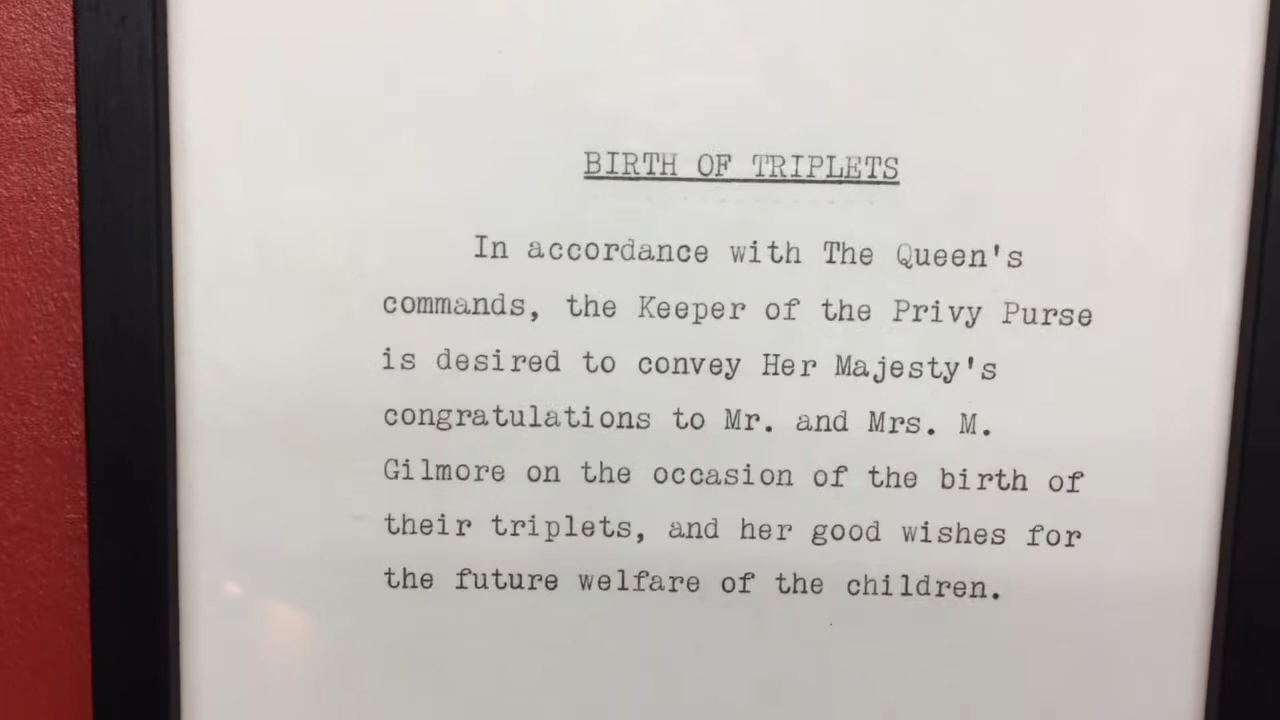 BIRTH OF TRIPLETS
In accordance with The Queen's
commands, the Keeper of the Privy Purse
is desired to convey Her Majesty's
congratulations to Mr. and Mrs. M.
Gilmore on the occasion of the birth of
their triplets, and her good wishes for
the future welfare of the children.